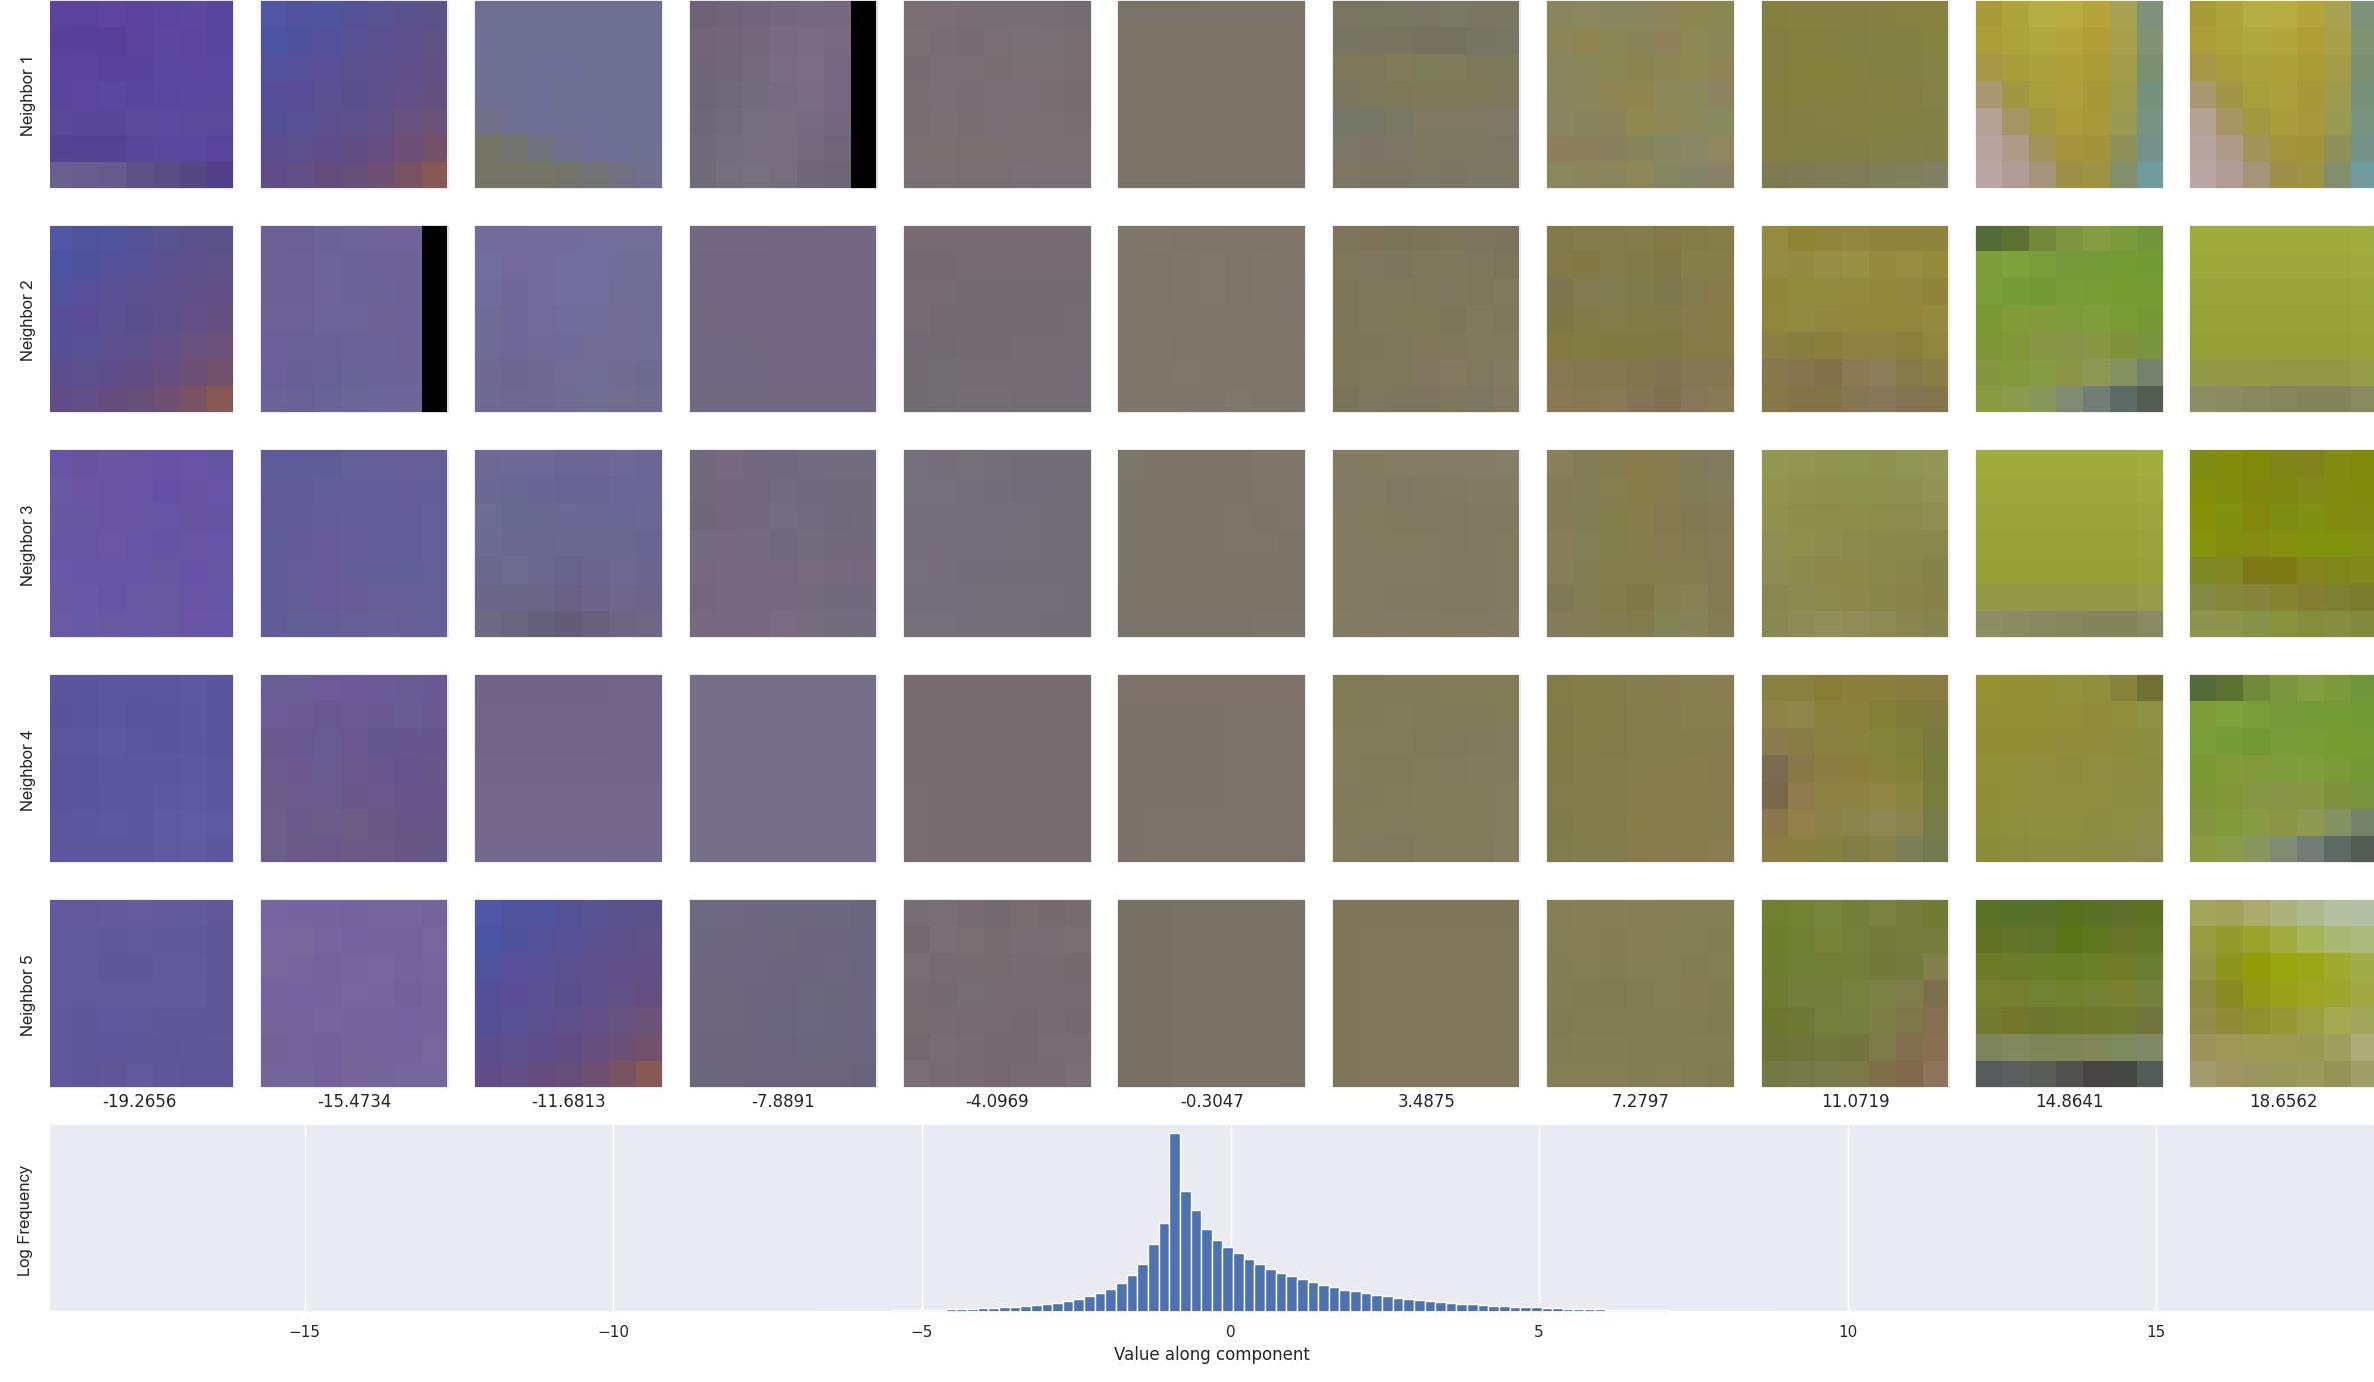 Neighbor 1
Neighbor 2
Neighbor 3
Neighbor 4
Neighbor 5
-19.2656 -15.4734 -11.6813 -7.8891 -4.0969 -0.3047 3.4875 7.2797 11.0719 14.8641 18.6562
Log Frequency
−15 −10 −5 0 5 10 15
Value along component